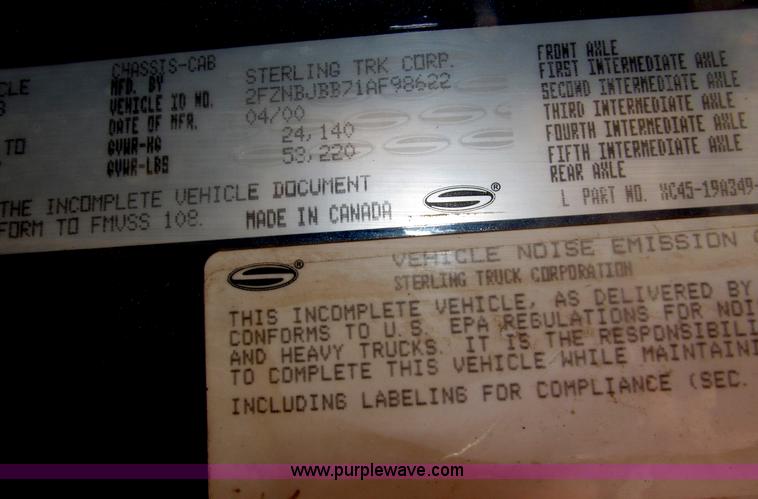 CHASSIS-CAB
MFD. BY STERLING TRK CORP.
VEHICLE ID NO. 2FZNBJBB71AF98622
DATE OF MFR. 04/00
TO GVWR-KG 24,140
GVWR-LBS 53,220
THE INCOMPLETE VEHICLE DOCUMENT
FORM TO FMVSS 108. MADE IN CANADA
FRONT AXLE
FIRST INTERMEDIATE AXLE
SECOND INTERMEDIATE AXLE
THIRD INTERMEDIATE AXLE
FOURTH INTERMEDIATE AXLE
FIFTH INTERMEDIATE AXLE
REAR AXLE
L PART NO. XC45-19A349-
VEHICLE NOISE EMISSION
STERLING TRUCK CORPORATION
THIS INCOMPLETE VEHICLE, AS DELIVERED BY
CONFORMS TO U.S. EPA REGULATIONS FOR NOI
AND HEAVY TRUCKS. IT IS THE RESPONSIBILI
TO COMPLETE THIS VEHICLE WHILE MAINTAINI
INCLUDING LABELING FOR COMPLIANCE (SEC.
www.purplewave.com